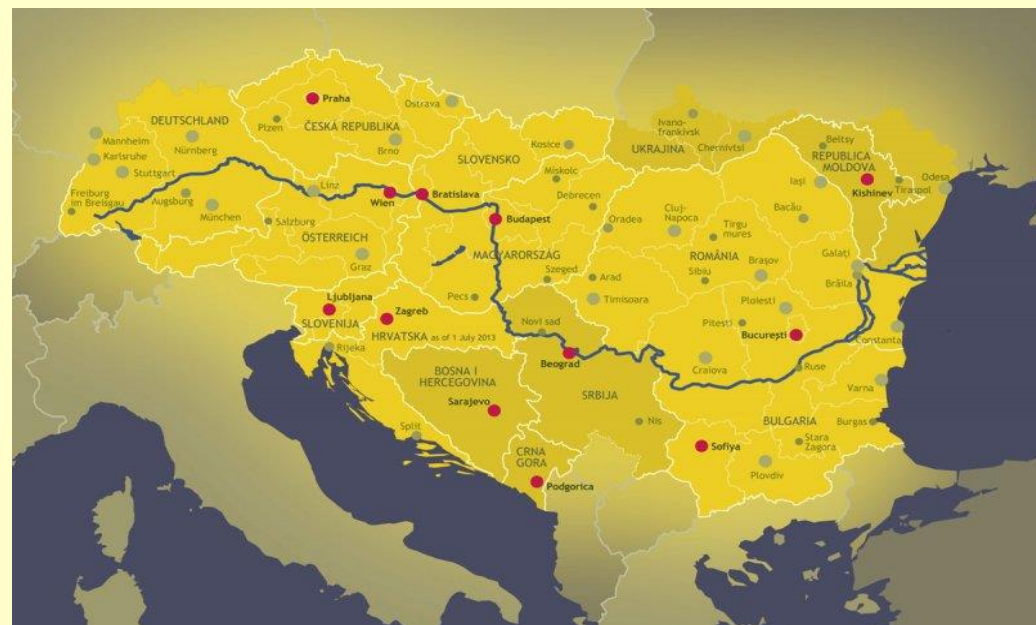 Praha
Ostrava
Plzen
ČESKÁ REPUBLIKA
Brno
DEUTSCHLAND
Mannheim
Nürnberg
Karlsruhe
Stuttgart
Freiburg
im Breisgau
Augsburg
München
Linz
Wien
Bratislava
SLOVENSKO
Kosice
Miskolc
Debrecen
Budapest
Salzburg
ÖSTERREICH
Graz
MAGYARORSZÁG
Szeged
Pecs
Ljubljana
SLOVENIJA
Zagreb
HRVATSKA as of 1 July 2013
Rijeka
Split
BOSNA I
HERCEGOVINA
Sarajevo
CRNA
GORA
Podgorica
Novi sad
Beograd
SRBIJA
Nis
Ivano-
frankivsk
UKRAJINA
Chernivtsi
Beltsy
REPUBLICA
MOLDOVA
Kishinev
Tiraspol
Odesa
Oradea
Cluj-
Napoca
Tirgu
mures
Iaşi
Bacău
ROMÂNIA
Arad
Timisoara
Sibiu
Braşov
Galaţi
Brăila
Ploiesti
Pitesti
Bucureşti
Craiova
Constanta
Ruse
Varna
BULGARIA
Burgas
Stara
Zagora
Sofiya
Plovdiv